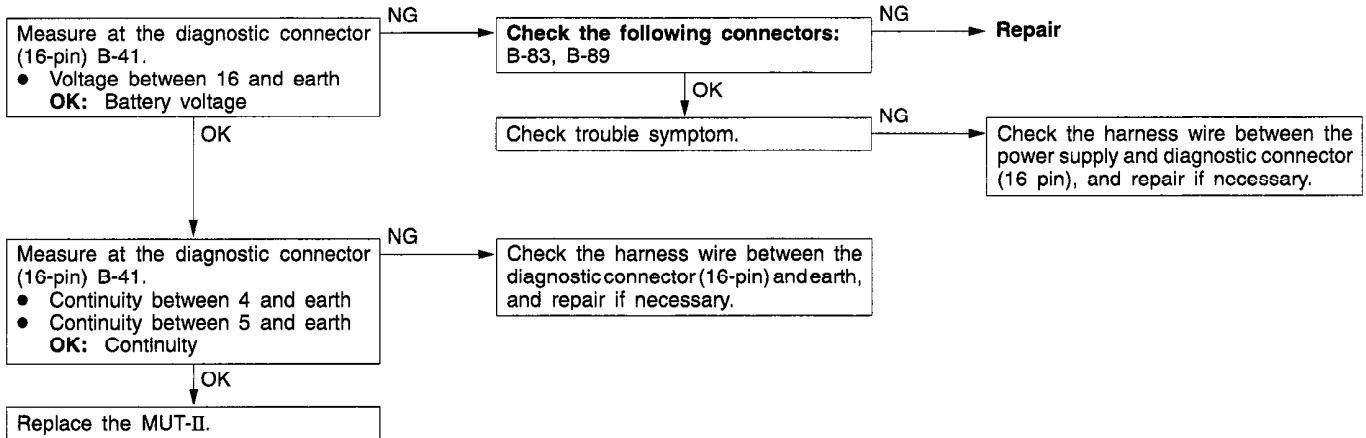 Measure at the diagnostic connector
(16-pin) B-41.
● Voltage between 16 and earth
OK: Battery voltage
NG
Check the following connectors:
B-83, B-89
NG
Repair
OK
Check trouble symptom.
NG
Check the harness wire between the
power supply and diagnostic connector
(16 pin), and repair if necessary.
OK
Measure at the diagnostic connector
(16-pin) B-41.
● Continuity between 4 and earth
● Continuity between 5 and earth
OK: Continuity
NG
Check the harness wire between the
diagnostic connector (16-pin) and earth,
and repair if necessary.
OK
Replace the MUT-II.